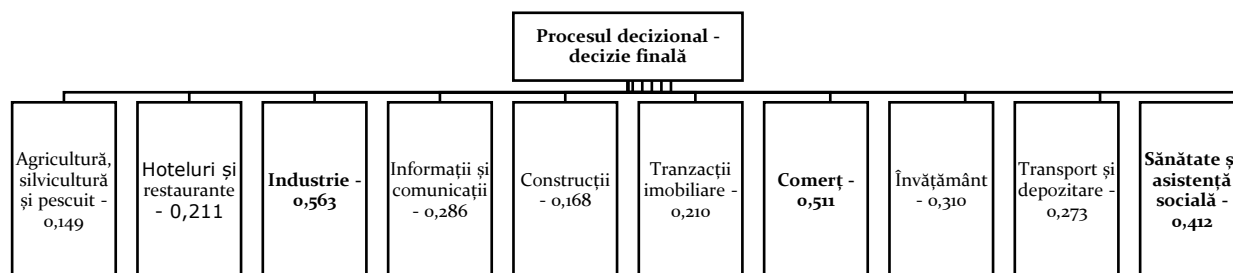 Procesul decizional -
decizie finală
Agricultură,
silvicultură
și pescuit -
0,149
Hoteluri și
restaurante
- 0,211
Industrie -
0,563
Informații și
comunicații
- 0,286
Construcții
- 0,168
Tranzacții
imobiliare -
0,210
Comerț -
0,511
Învățământ
- 0,310
Transport și
depozitare -
0,273
Sănătate ș
asistență
socială -
0,412